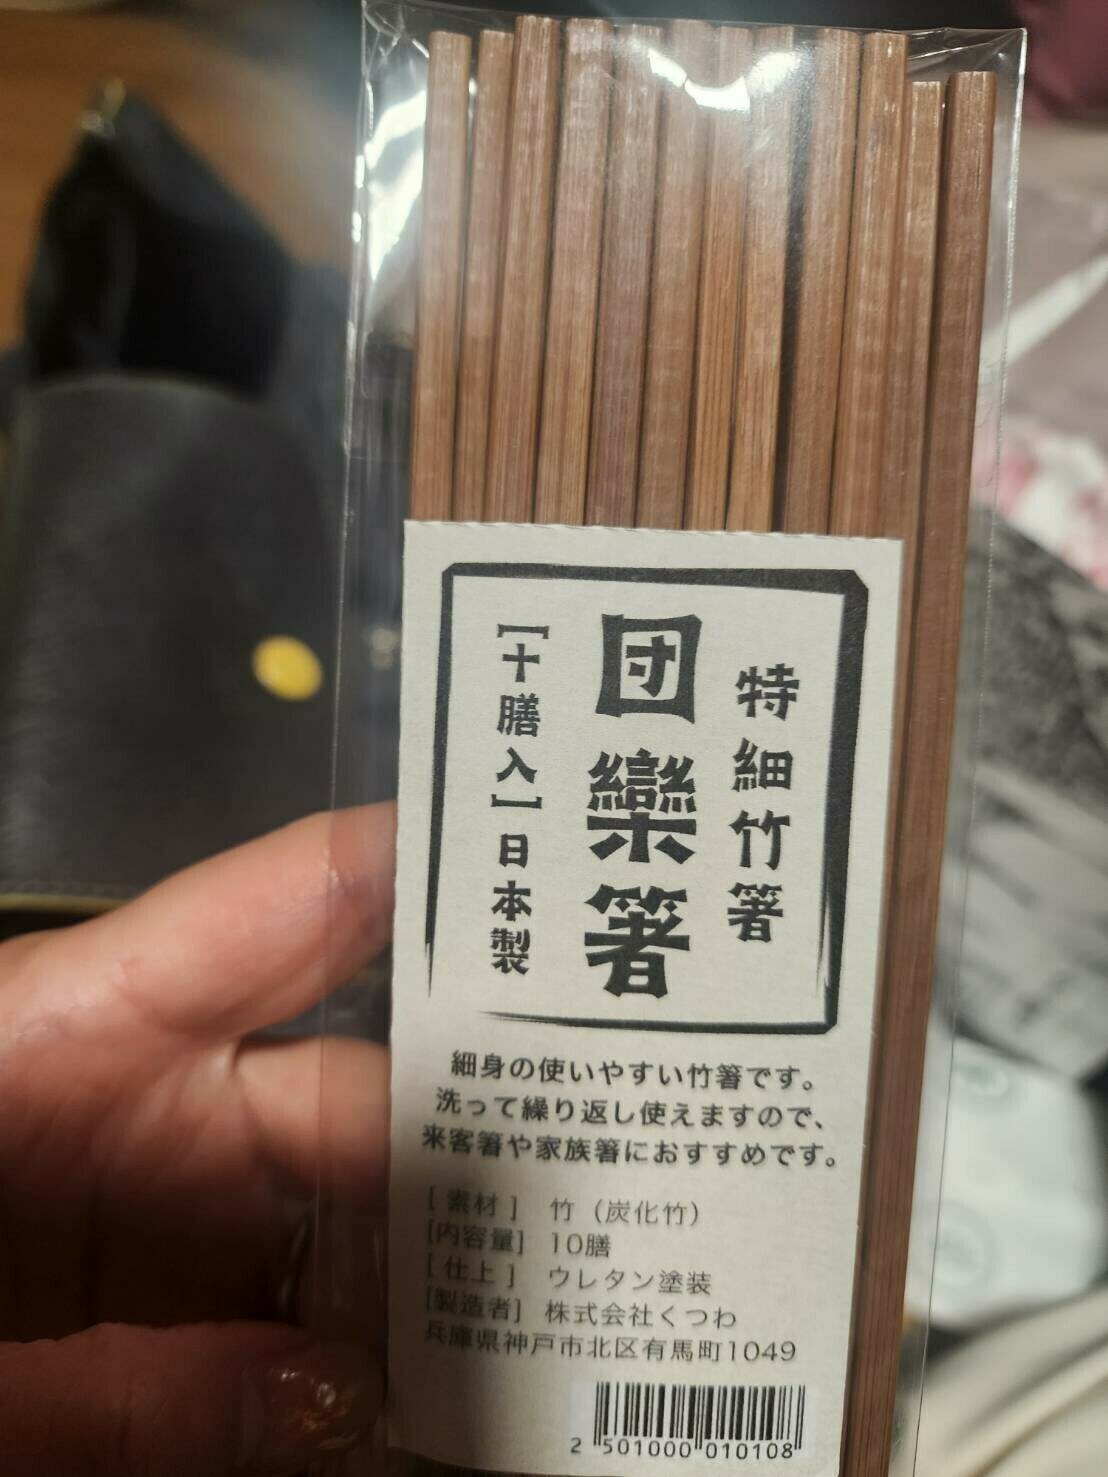 特細竹箸
団欒箸
[十膳入]日本製
細身の使いやすい竹箸です。
洗って繰り返し使えますので、
来客箸や家族箸におすすめです。
[ 素材 ] 竹（炭化竹）
[内容量] 10膳
[ 仕上 ] ウレタン塗装
[製造者] 株式会社くつわ
兵庫県神戸市北区有馬町1049
2 501000 010108